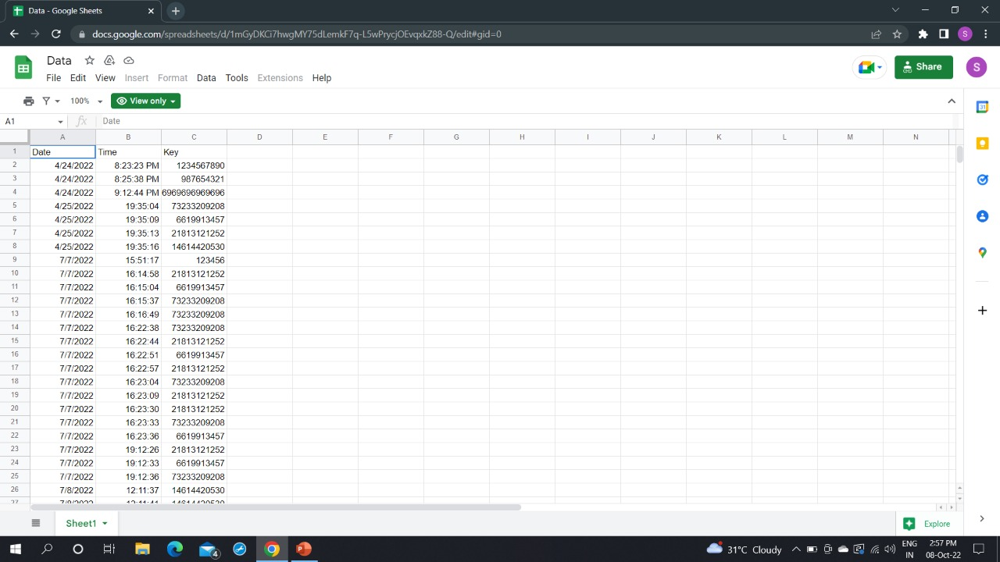 Data - Google Sheets
docs.google.com/spreadsheets/d/1mGyDKCi7hwgMY75dLemkF7q-L5wPrycjOEvqxkZ88-Q/edit#gid=0
S
Data
File Edit View Insert Format Data Tools Extensions Help
Share
S
100% View only
A1 fx Date
A B C D E F G H I J K L M N
1 Date Time Key
2 4/24/2022 8:23:23 PM 1234567890
3 4/24/2022 8:25:38 PM 987654321
4 4/24/2022 9:12:44 PM 6969696969696
5 4/25/2022 19:35:04 73233209208
6 4/25/2022 19:35:09 6619913457
7 4/25/2022 19:35:13 21813121252
8 4/25/2022 19:35:16 14614420530
9 7/7/2022 15:51:17 123456
10 7/7/2022 16:14:58 21813121252
11 7/7/2022 16:15:04 6619913457
12 7/7/2022 16:15:37 73233209208
13 7/7/2022 16:16:49 73233209208
14 7/7/2022 16:22:38 73233209208
15 7/7/2022 16:22:44 21813121252
16 7/7/2022 16:22:51 6619913457
17 7/7/2022 16:22:57 21813121252
18 7/7/2022 16:23:04 73233209208
19 7/7/2022 16:23:09 21813121252
20 7/7/2022 16:23:30 21813121252
21 7/7/2022 16:23:33 73233209208
22 7/7/2022 16:23:36 6619913457
23 7/7/2022 19:12:26 21813121252
24 7/7/2022 19:12:33 6619913457
25 7/7/2022 19:12:36 73233209208
26 7/8/2022 12:11:37 14614420530
27 7/8/2022 12:11:41 14614420530
Sheet1
Explore
4
31°C Cloudy
ENG 2:57 PM
IN 08-Oct-22